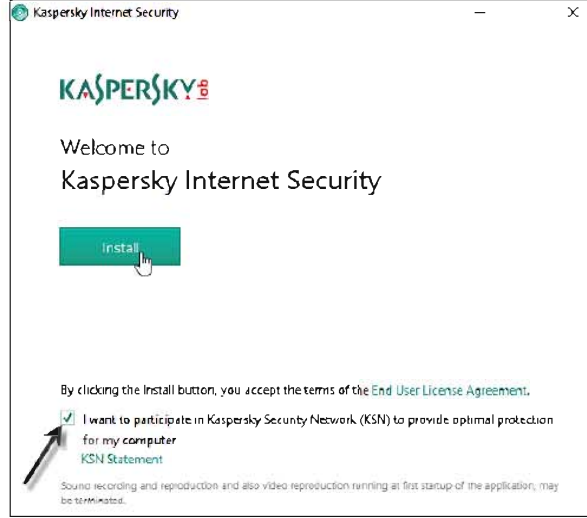 Kaspersky Internet Security
KASPERSKY lab
Welcome to
Kaspersky Internet Security
Install
By clicking the Install button, you accept the terms of the End User License Agreement.
I want to participate in Kaspersky Security Network (KSN) to provide optimal protection
for my computer
KSN Statement
Sound recording and reproduction and also video reproduction running at first startup of the application, may
be terminated.